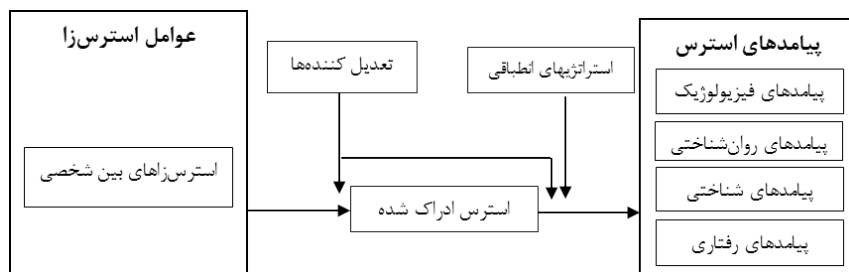 عوامل استرس‌زا
استرس‌زاهای بین شخصی
تعدیل کننده‌ها
استراتژیهای انطباقی
استرس ادراک شده
پیامدهای استرس
پیامدهای فیزیولوژیک
پیامدهای روان‌شناختی
پیامدهای شناختی
پیامدهای رفتاری